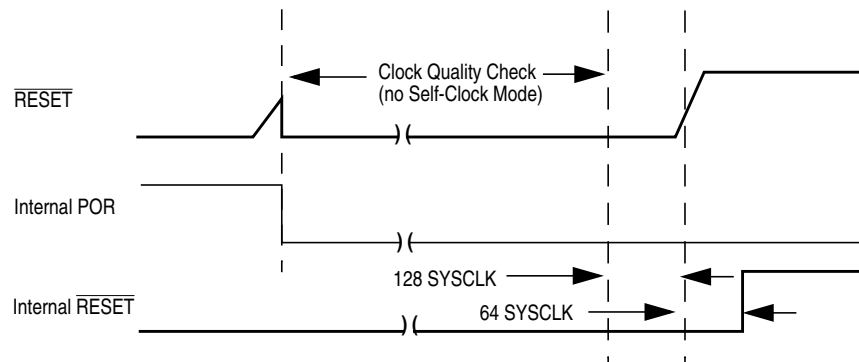 Clock Quality Check
(no Self-Clock Mode)
RESET
Internal POR
128 SYSCLK
64 SYSCLK
Internal RESET